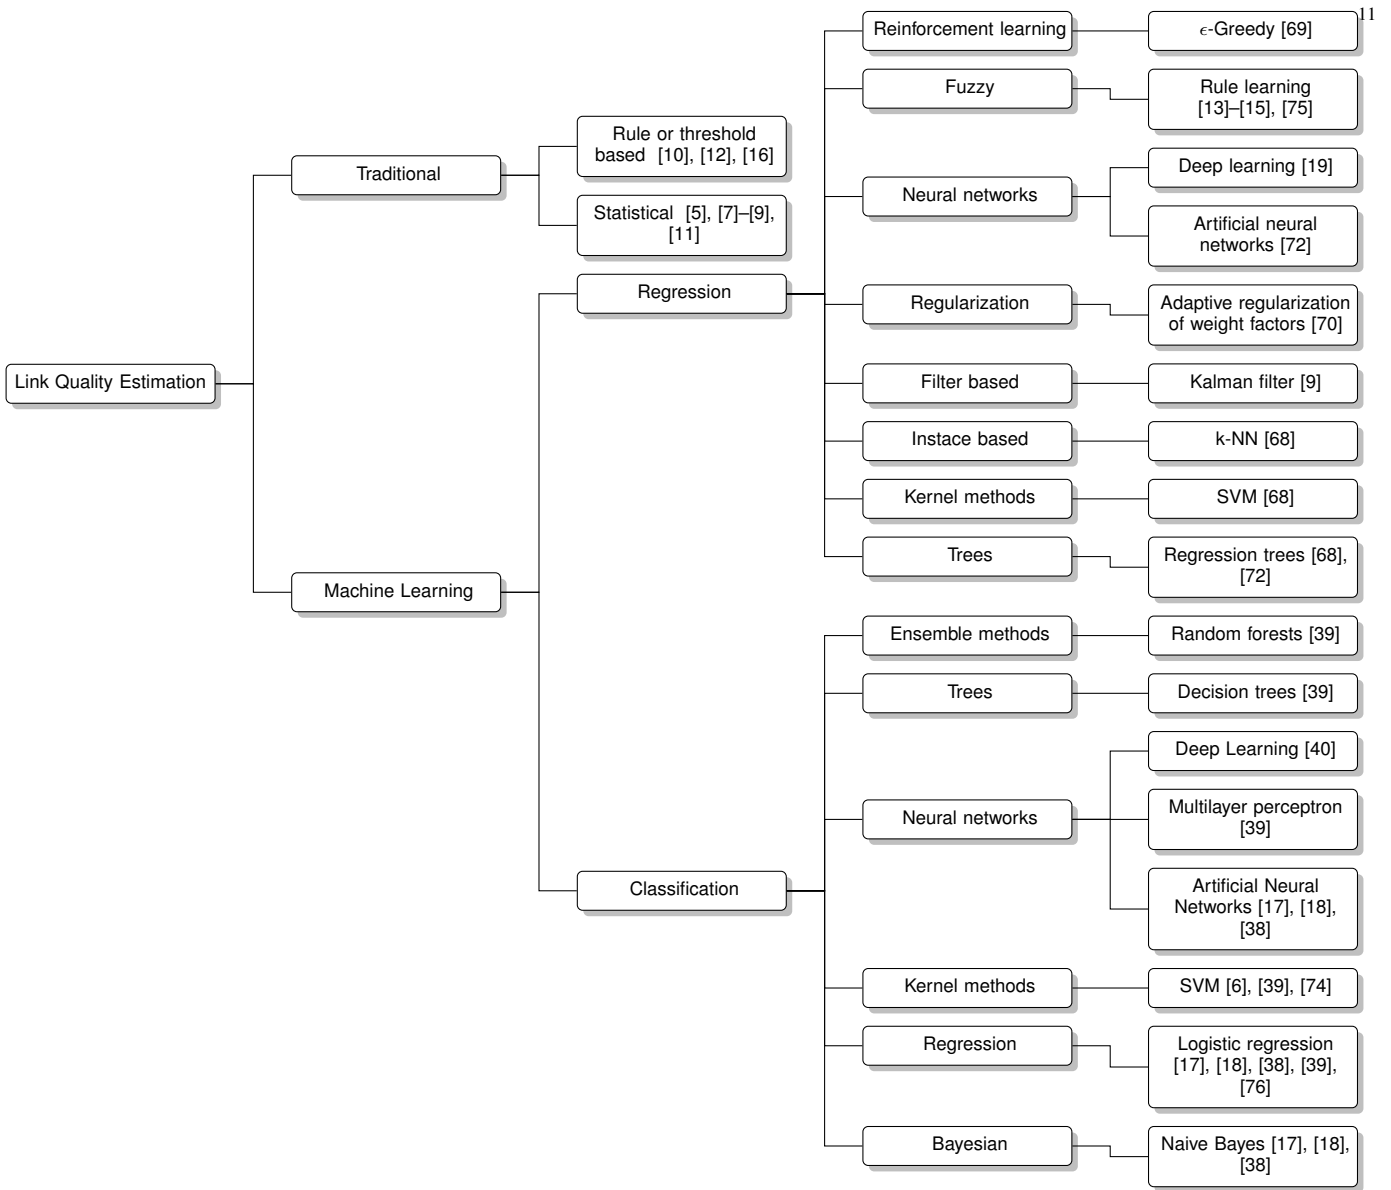 11
Link Quality Estimation
Traditional
Rule or threshold
based [10], [12], [16]
Statistical [5], [7]–[9],
[11]
Machine Learning
Regression
Reinforcement learning
ϵ-Greedy [69]
Fuzzy
Rule learning
[13]–[15], [75]
Neural networks
Deep learning [19]
Artificial neural
networks [72]
Regularization
Adaptive regularization
of weight factors [70]
Filter based
Kalman filter [9]
Instace based
k-NN [68]
Kernel methods
SVM [68]
Trees
Regression trees [68],
[72]
Classification
Ensemble methods
Random forests [39]
Trees
Decision trees [39]
Neural networks
Deep Learning [40]
Multilayer perceptron
[39]
Artificial Neural
Networks [17], [18],
[38]
Kernel methods
SVM [6], [39], [74]
Regression
Logistic regression
[17], [18], [38], [39],
[76]
Bayesian
Naive Bayes [17], [18],
[38]